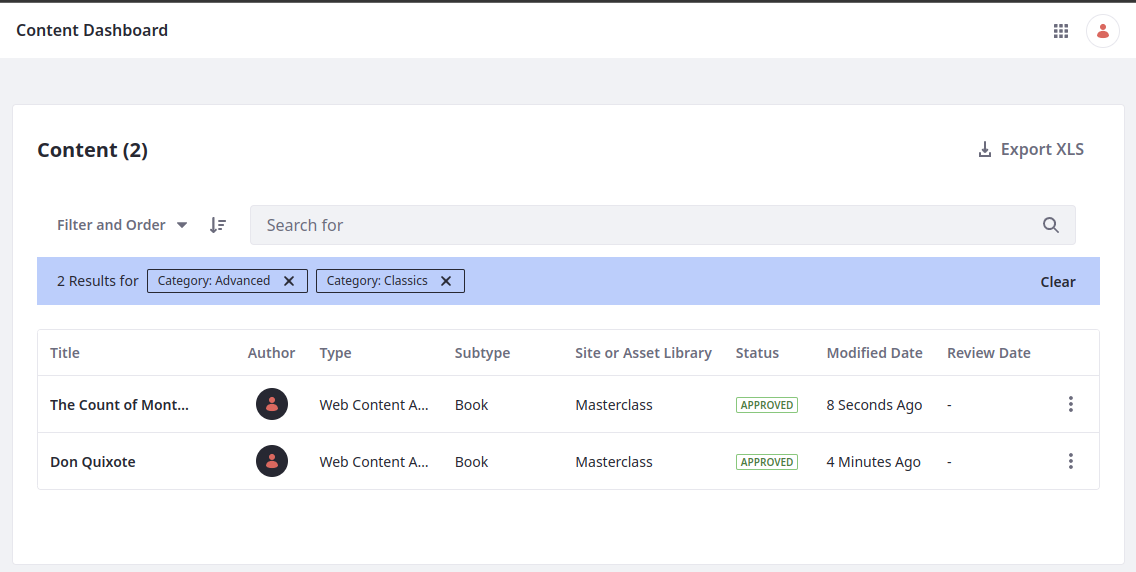 Content Dashboard
Content (2)
Export XLS
Filter and Order
Search for
2 Results for Category: Advanced Category: Classics Clear
Title Author Type Subtype Site or Asset Library Status Modified Date Review Date
The Count of Mont... Web Content A... Book Masterclass APPROVED 8 Seconds Ago -
Don Quixote Web Content A... Book Masterclass APPROVED 4 Minutes Ago -